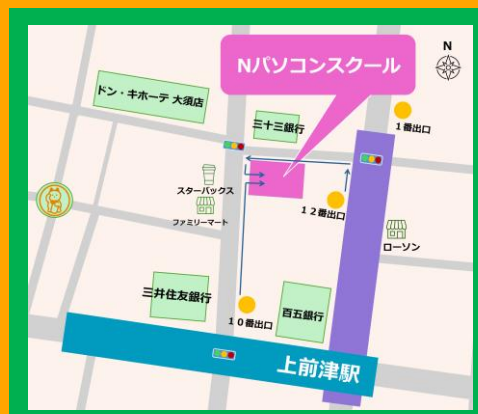 Nパソコンスクール
N
ドン・キホーテ 大須店
三十三銀行
1番出口
スターバックス
ファミリーマート
12番出口
ローソン
三井住友銀行
10番出口
百五銀行
上前津駅